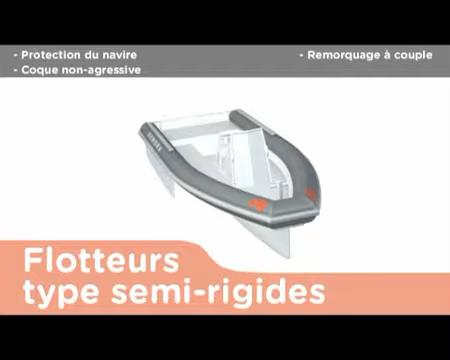 - Protection du navire
- Coque non-agressive
- Remorquage à couple
Flotteurs
type semi-rigides